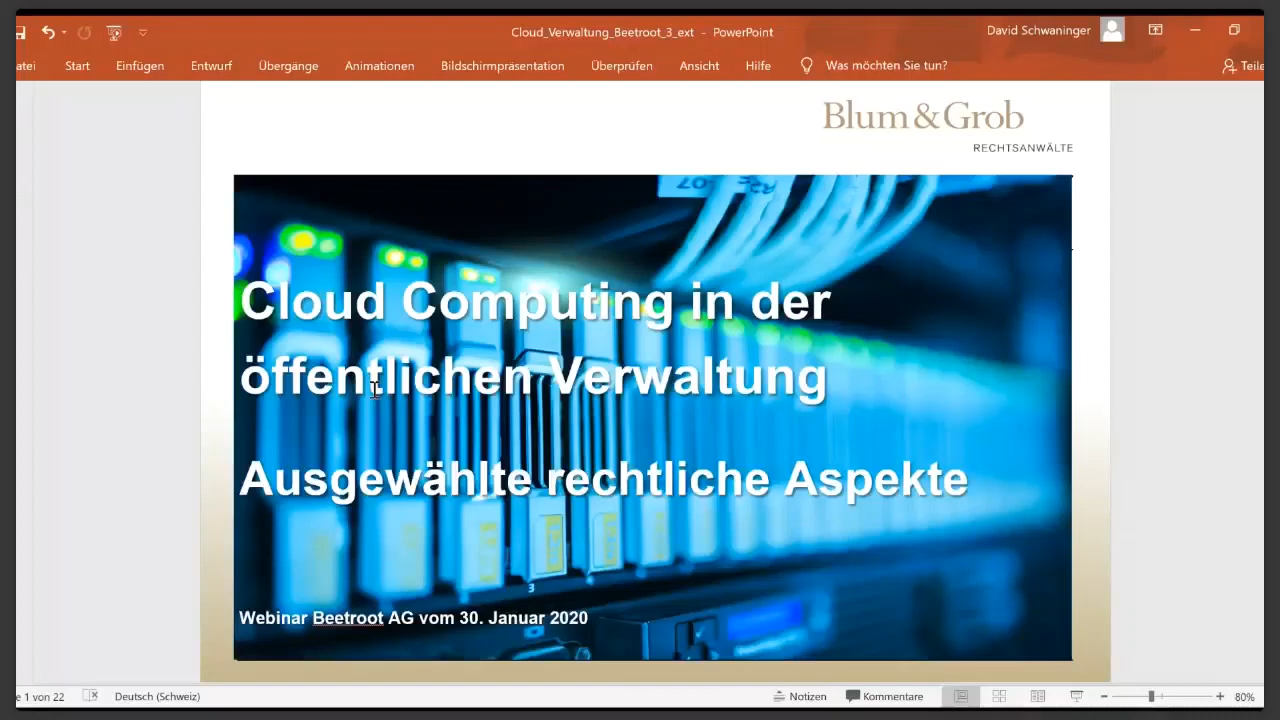 Cloud_Verwaltung_Beetroot_3_ext - PowerPoint
David Schwaninger
atei Start Einfügen Entwurf Übergänge Animationen Bildschirmpräsentation Überprüfen Ansicht Hilfe Was möchten Sie tun? Teile
Blum&Grob
RECHTSANWÄLTE
Cloud Computing in der
öffentlichen Verwaltung
Ausgewählte rechtliche Aspekte
3
Webinar Beetroot AG vom 30. Januar 2020
e 1 von 22 Deutsch (Schweiz) Notizen Kommentare 80%